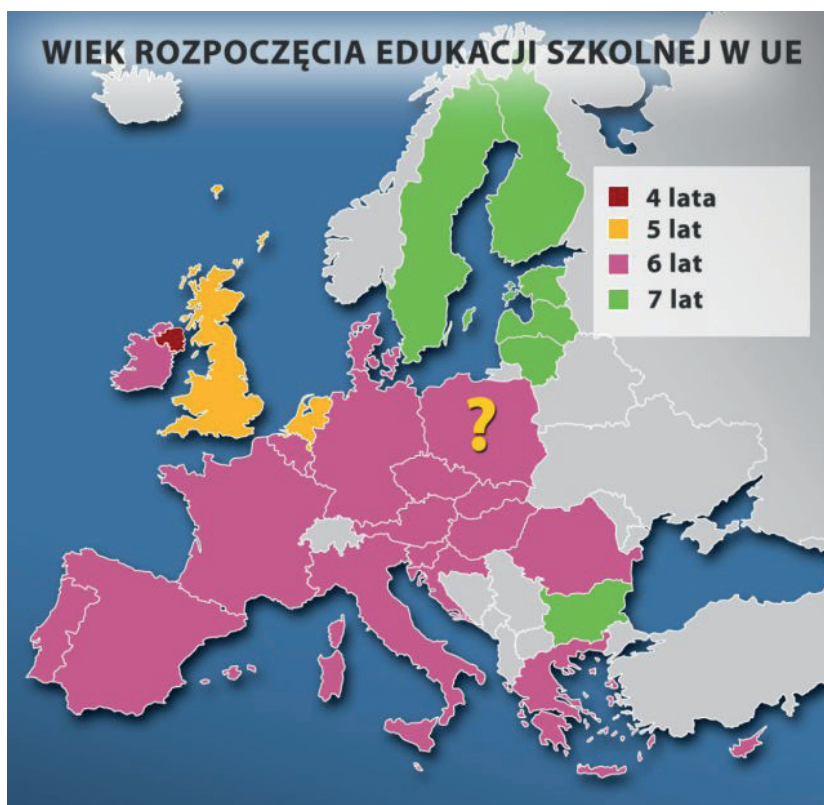 WIEK ROZPOCZĘCIA EDUKACJI SZKOLNEJ W UE
4 lata
5 lat
6 lat
7 lat
?